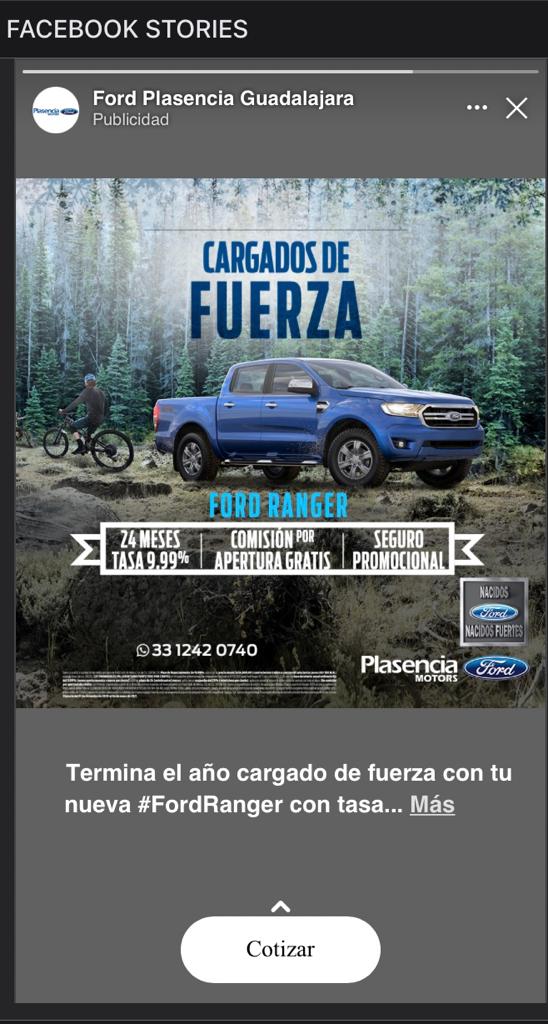 FACEBOOK STORIES
Ford Plasencia Guadalajara
Publicidad
Plasencia Ford
CARGADOS DE
FUERZA
FORD RANGER
24 MESES
TASA 9.99%
COMISIÓN POR
APERTURA GRATIS
SEGURO
PROMOCIONAL
NACIDOS
Ford
NACIDOS FUERTES
33 1242 0740
Plasencia
MOTORS
Ford
Termina el año cargado de fuerza con tu
nueva #FordRanger con tasa... Más
Cotizar